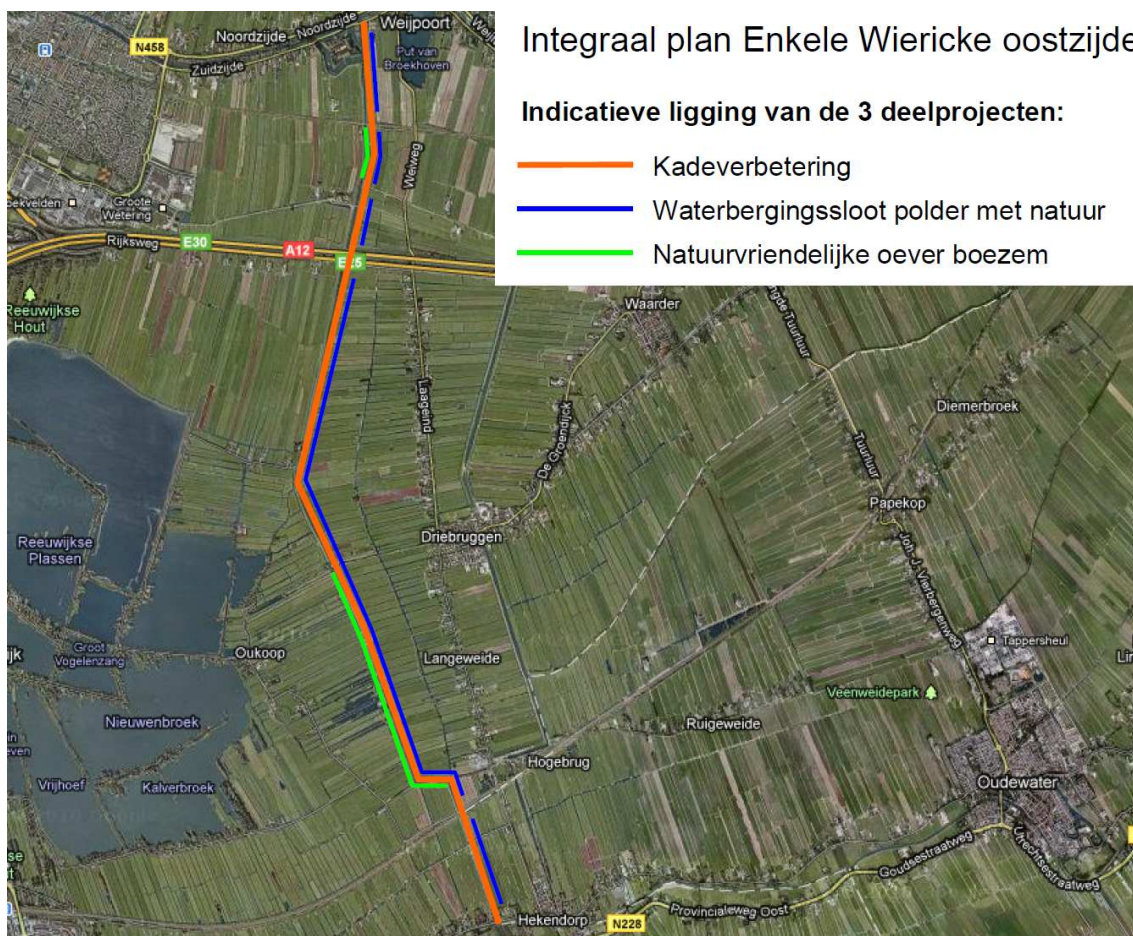 Integraal plan Enkele Wiericke oostzijde
Indicatieve ligging van de 3 deelprojecten:
Kadeverbetering
Waterbergingssloot polder met natuur
Natuurvriendelijke oever boezem
N458
Noordzijde
Noordzijde
Weijpoort
Zuidzijde
Put van
Broekhoven
Weiweg
Groote
Wetering
Rijksweg
E30
A12
Reeuwijkse
Hout
Waarder
Laageind
De Groendijck
Tuurluur
Diemerbroek
Tuurluur
Papekop
Driebruggen
Reeuwijkse
Plassen
Joh. J. Vierbergenweg
Groot
Vogelenzang
Oukoop
Langeweide
Tappersheul
Veenweidepark
Nieuwenbroek
Ruigeweide
Hogebrug
Vrijhoef
Kalverbroek
Oudewater
Goudsestraatweg
Utrechtsestraatweg
Provincialeweg Oost
Hekendorp
N228